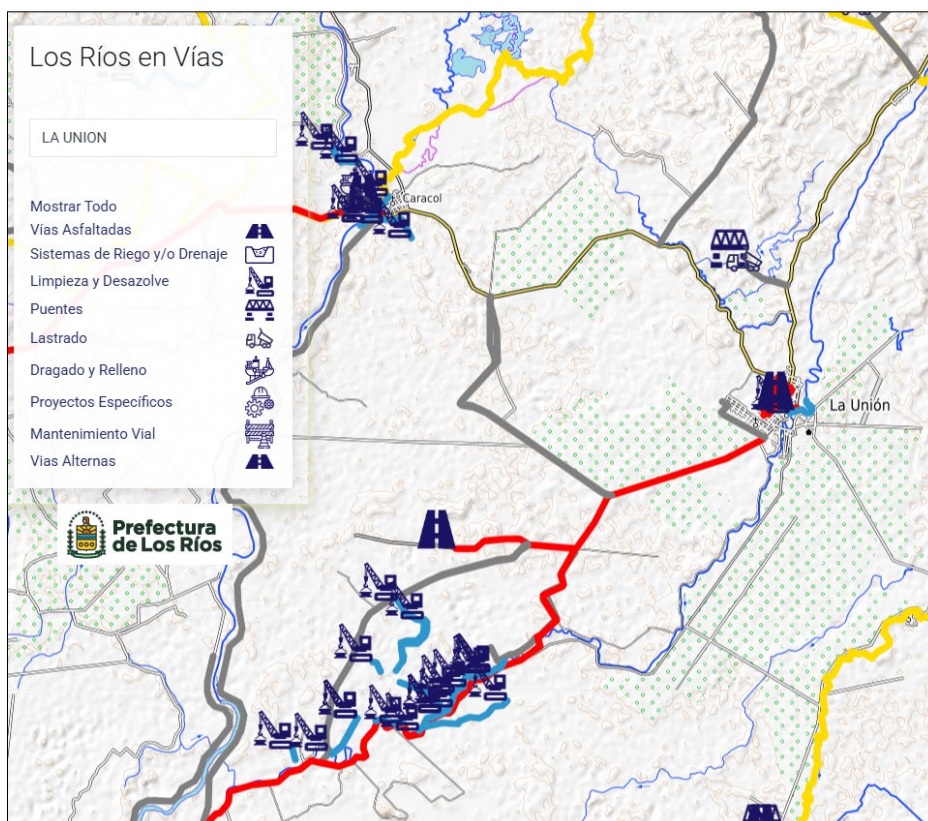 Los Ríos en Vías
LA UNION
Mostrar Todo
Vías Asfaltadas
Sistemas de Riego y/o Drenaje
Limpieza y Desazolve
Puentes
Lastrado
Dragado y Relleno
Proyectos Específicos
Mantenimiento Vial
Vias Alternas
Prefectura
de Los Ríos
Caracol
La Unión